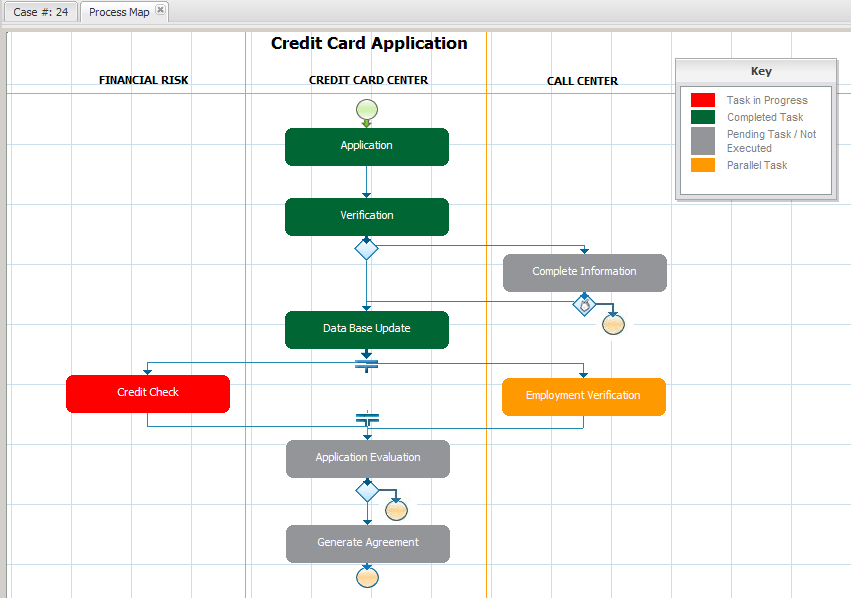 Case #: 24
Process Map
Credit Card Application
FINANCIAL RISK
CREDIT CARD CENTER
CALL CENTER
Key
Task in Progress
Completed Task
Pending Task / Not
Executed
Parallel Task
Application
Verification
Complete Information
Data Base Update
Credit Check
Employment Verification
Application Evaluation
Generate Agreement